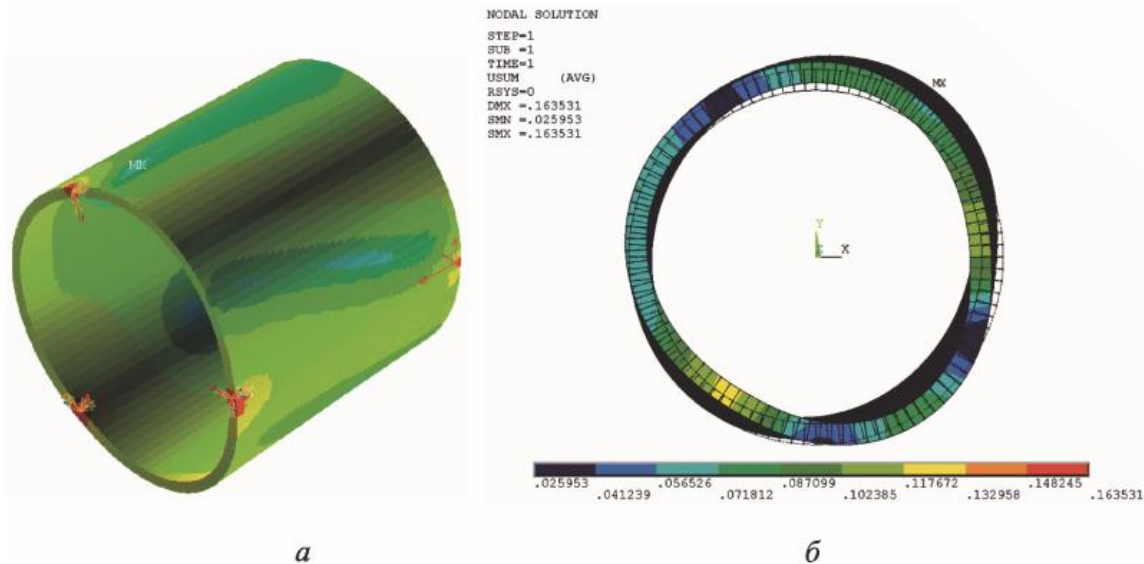 NODAL SOLUTION
STEP=1
SUB =1
TIME=1
USUM (AVG)
RSYS=0
DMX =.163531
SMN =.025953
SMX =.163531
MX
Y
X
.025953 .056526 .087099 .117672 .148245
.041239 .071812 .102385 .132958 .163531
а
б